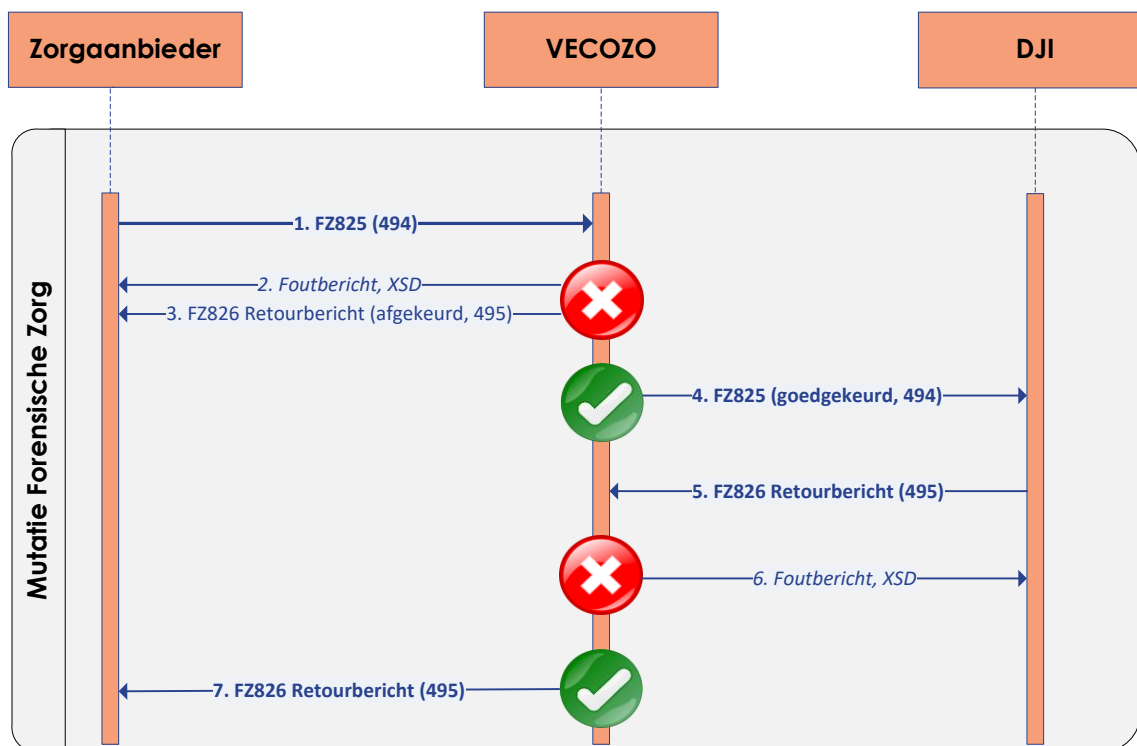 Zorgaanbieder
VECOZO
DJI
Mutatie Forensische Zorg
1. FZ825 (494)
2. Foutbericht, XSD
3. FZ826 Retourbericht (afgekeurd, 495)
4. FZ825 (goedgekeurd, 494)
5. FZ826 Retourbericht (495)
6. Foutbericht, XSD
7. FZ826 Retourbericht (495)